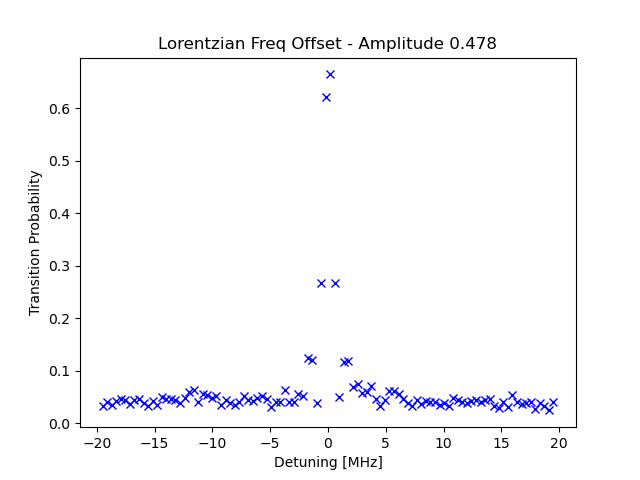 Lorentzian Freq Offset - Amplitude 0.478
Transition Probability
0.6
0.5
0.4
0.3
0.2
0.1
0.0
−20 −15 −10 −5 0 5 10 15 20
Detuning [MHz]